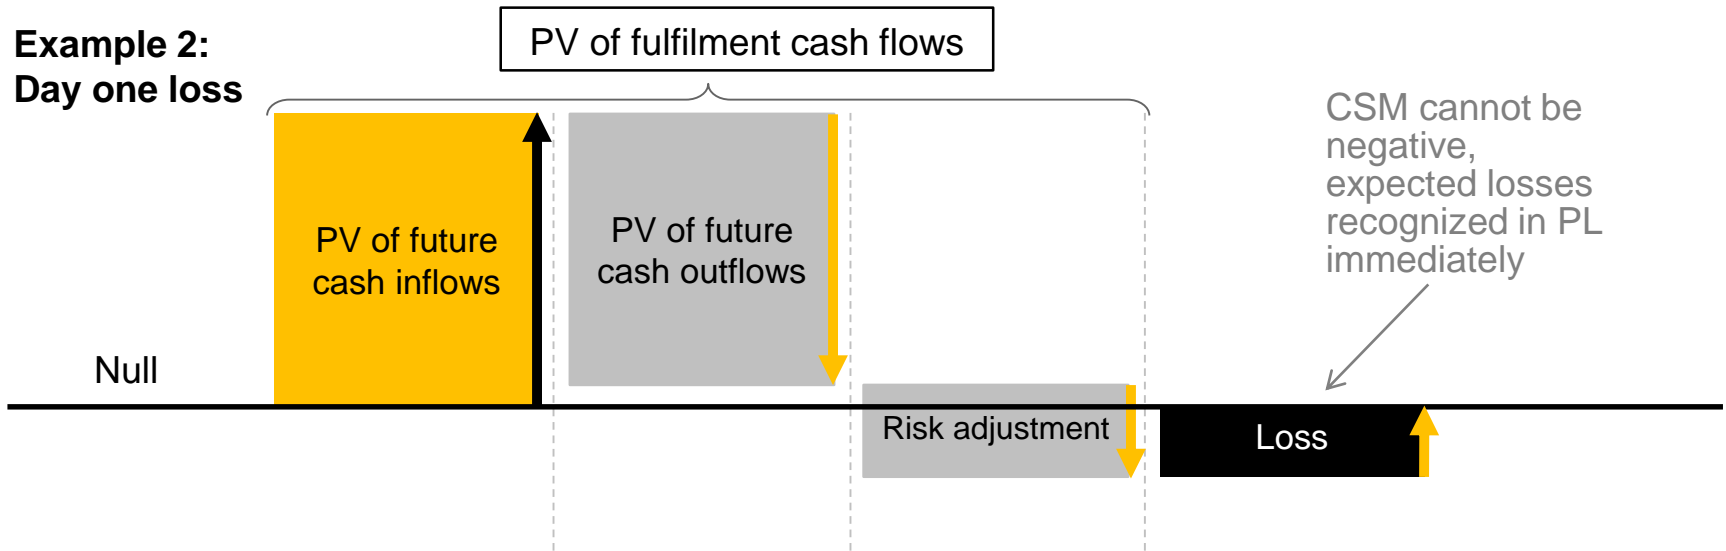 Example 2:
Day one loss
PV of fulfilment cash flows
CSM cannot be
negative,
expected losses
recognized in PL
immediately
PV of future
cash inflows
PV of future
cash outflows
Null
Risk adjustment
Loss